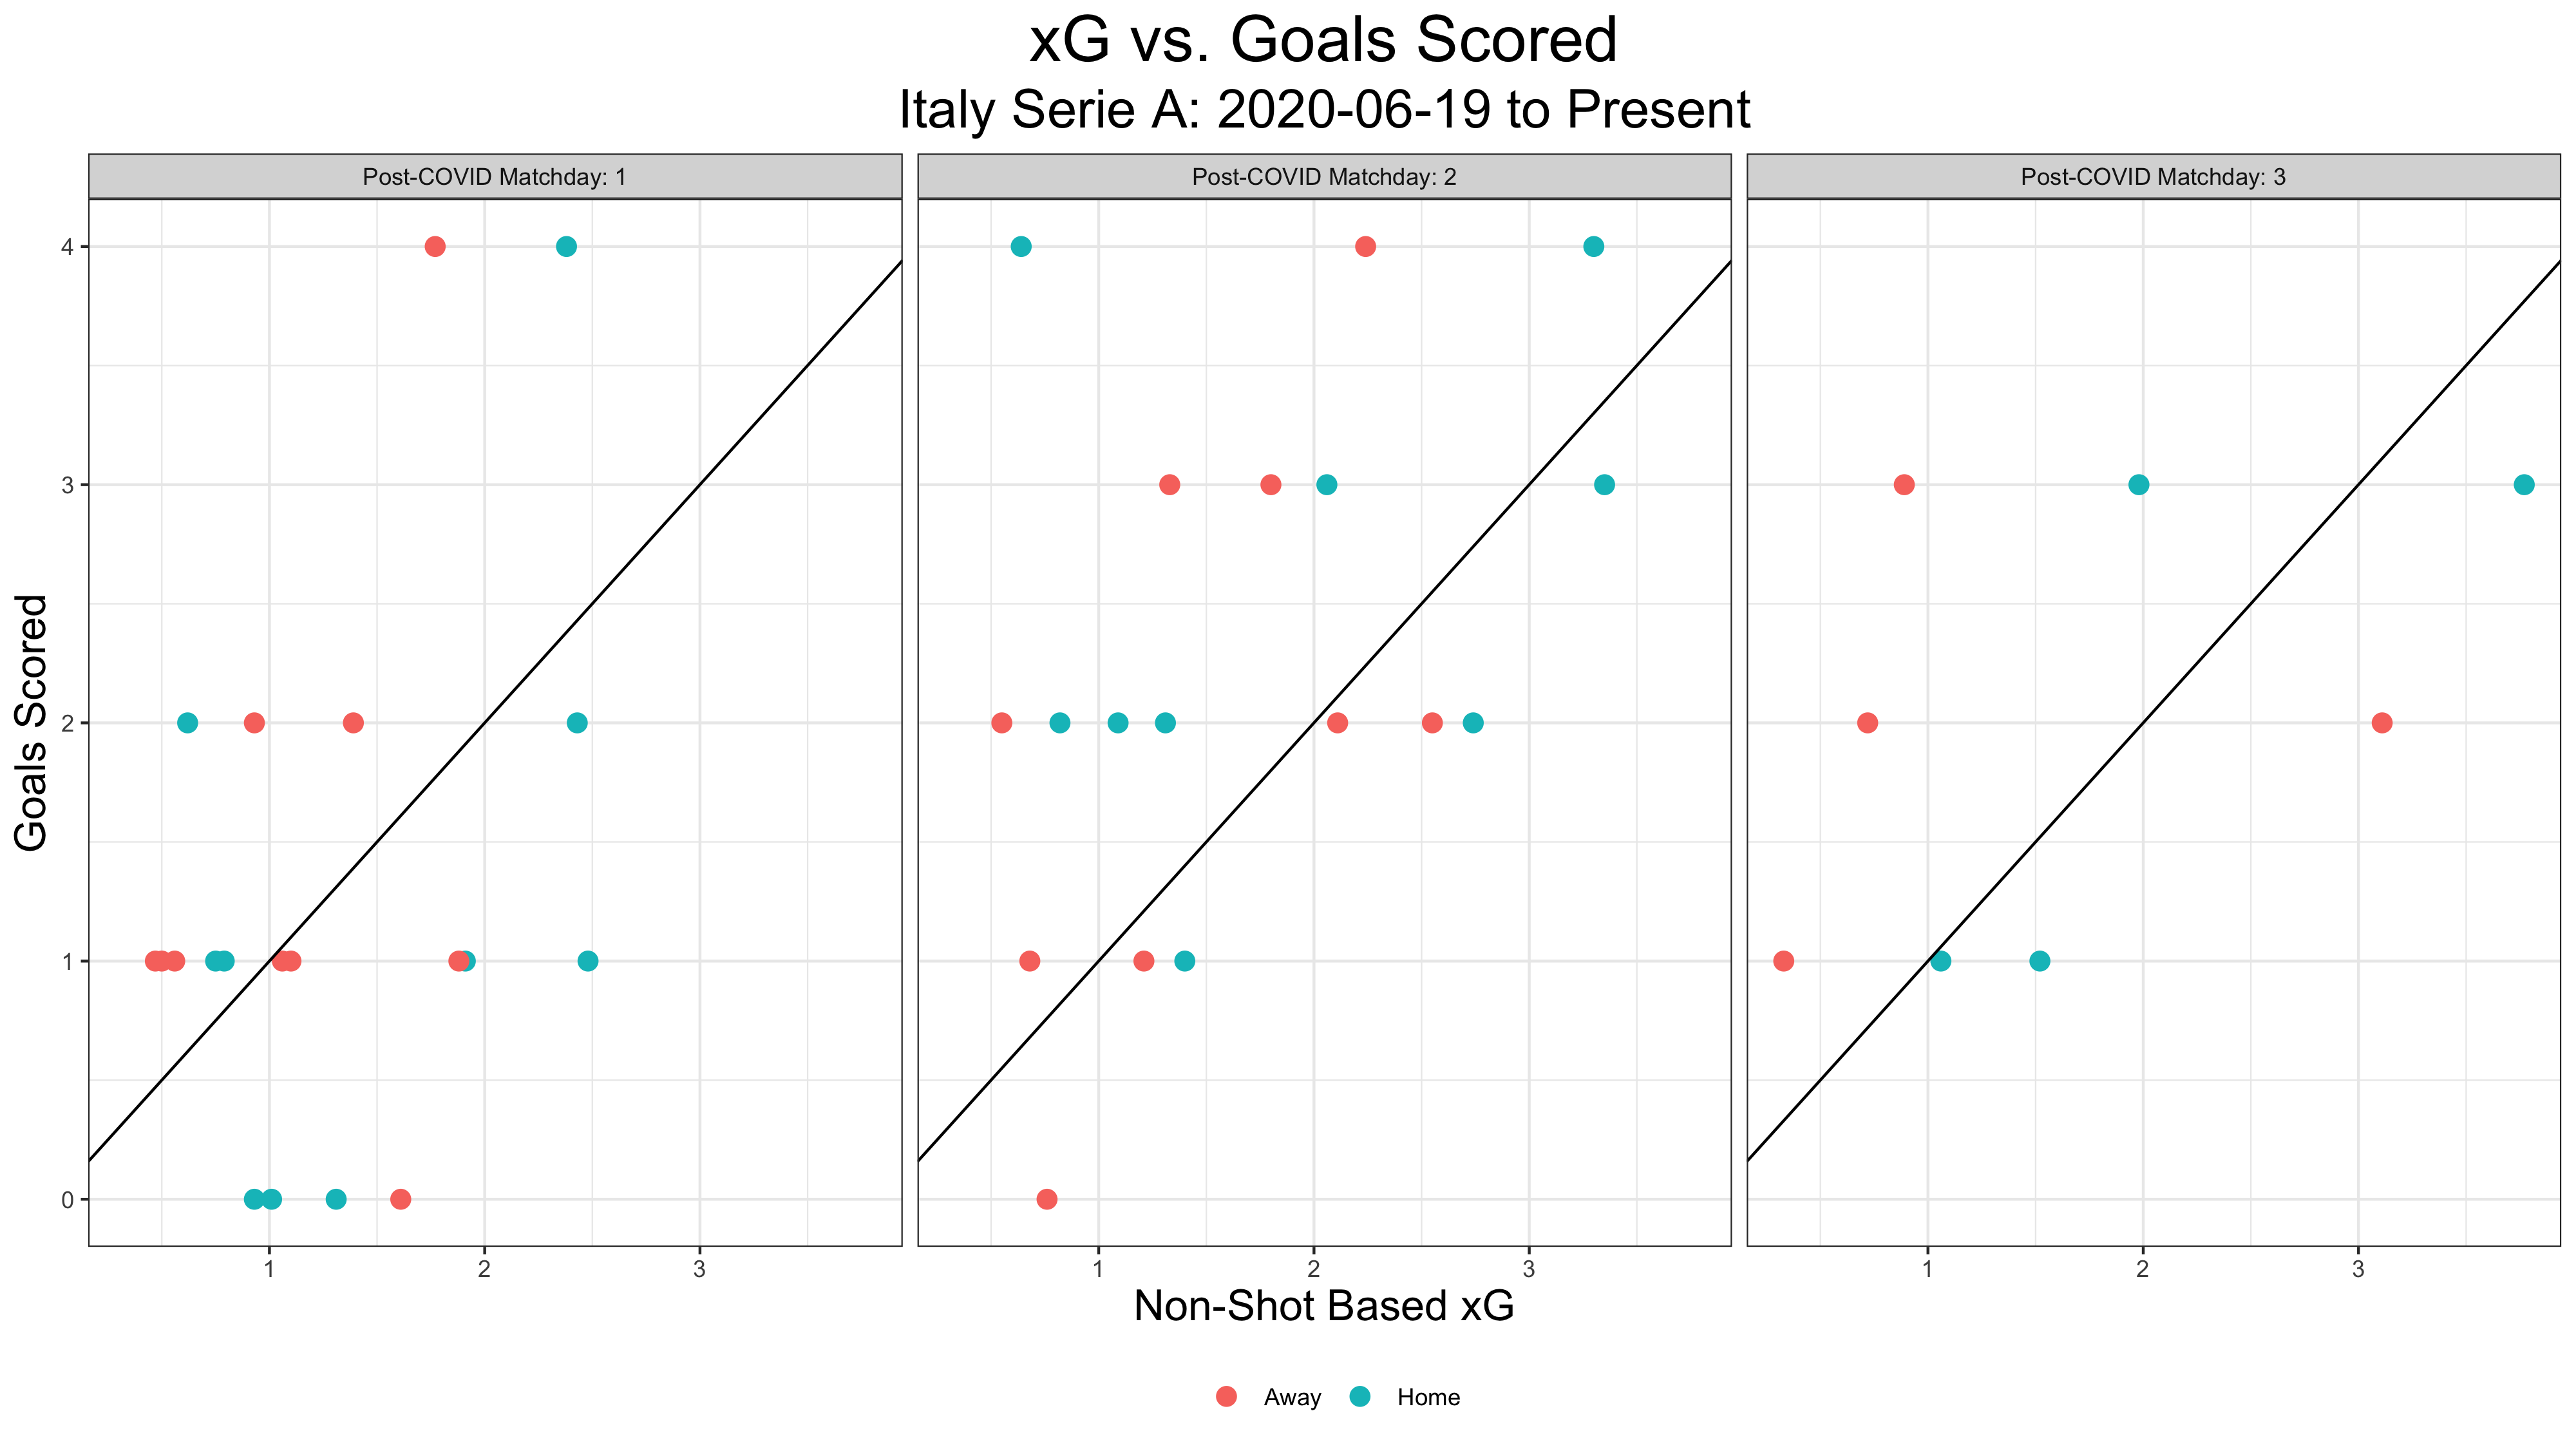 xG vs. Goals Scored
Italy Serie A: 2020-06-19 to Present
Post-COVID Matchday: 1
Post-COVID Matchday: 2
Post-COVID Matchday: 3
Goals Scored
4
3
2
1
0
1 2 3
1 2 3
1 2 3
Non-Shot Based xG
Away Home